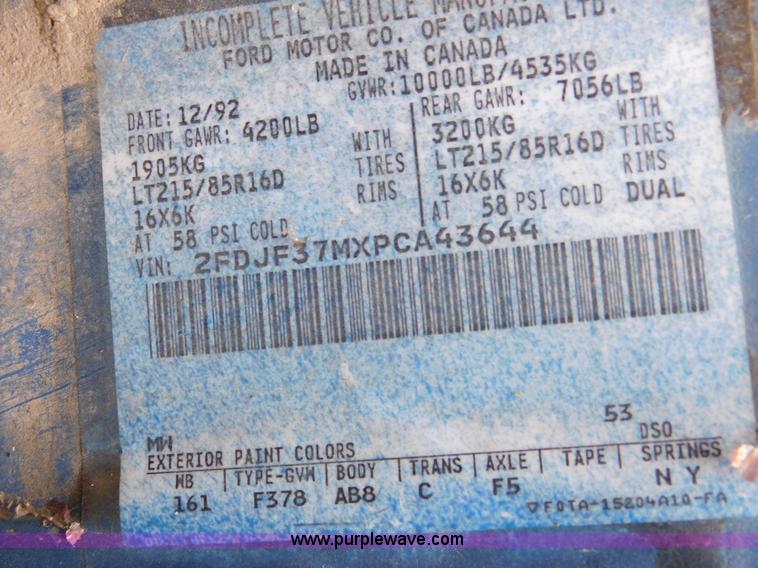 INCOMPLETE VEHICLE
FORD MOTOR CO. OF CANADA LTD.
MADE IN CANADA
DATE: 12/92 GVWR: 10000LB/4535KG
FRONT GAWR: 4200LB REAR GAWR: 7056LB
1905KG WITH 3200KG WITH
LT215/85R16D TIRES LT215/85R16D TIRES
16X6K RIMS 16X6K RIMS
AT 58 PSI COLD AT 58 PSI COLD DUAL
VIN: 2FDJF37MXPCA43644
MW 53
EXTERIOR PAINT COLORS DSO
WB TYPE-GVW BODY TRANS AXLE TAPE SPRINGS
161 F378 AB8 C F5 N Y
F0TA-15204A10-FA
www.purplewave.com